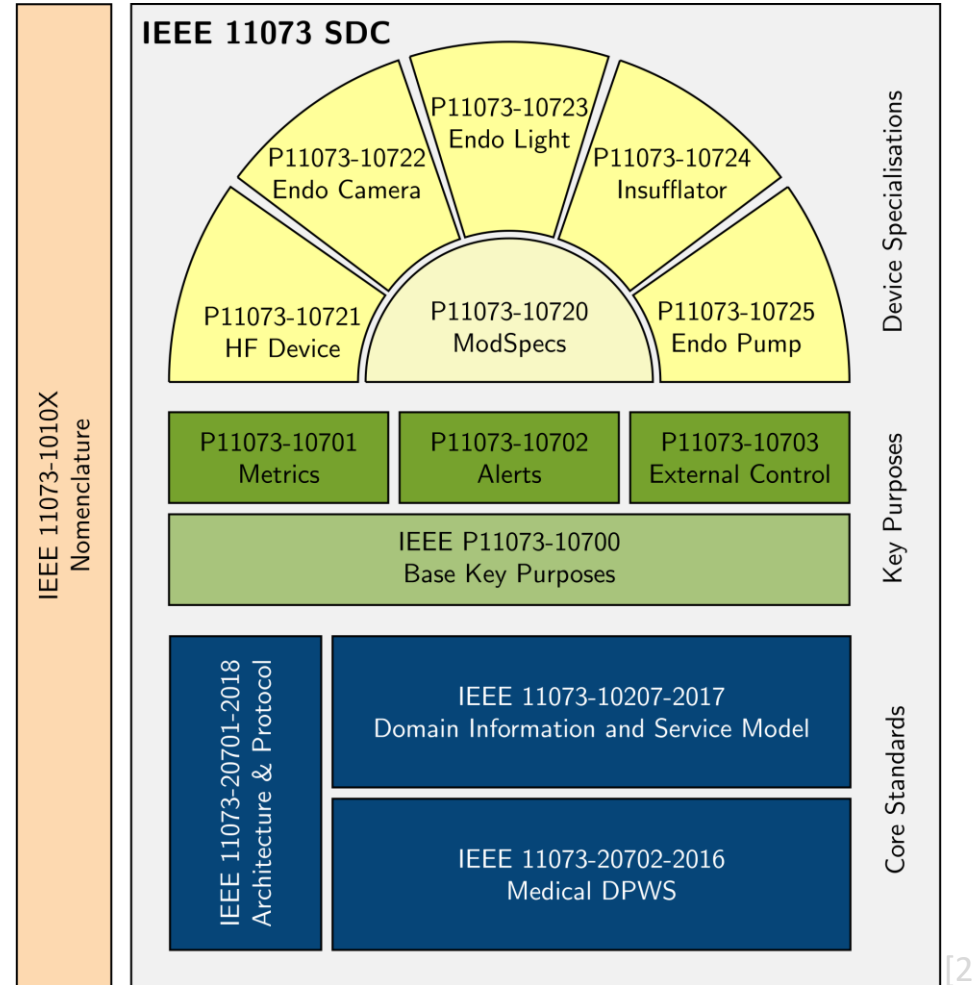 IEEE 11073-1010X
Nomenclature
IEEE 11073 SDC
P11073-10723
Endo Light
P11073-10722
Endo Camera
P11073-10724
Insufflator
P11073-10721
HF Device
P11073-10720
ModSpecs
P11073-10725
Endo Pump
Device Specialisations
P11073-10701
Metrics
P11073-10702
Alerts
P11073-10703
External Control
IEEE P11073-10700
Base Key Purposes
Key Purposes
IEEE 11073-20701-2018
Architecture & Protocol
IEEE 11073-10207-2017
Domain Information and Service Model
IEEE 11073-20702-2016
Medical DPWS
Core Standards
[2